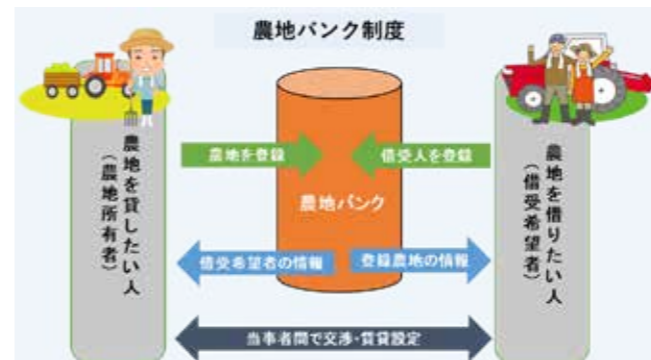 農地バンク制度
農地を貸したい人
（農地所有者）
農地を登録
借受人を登録
農地バンク
借受希望者の情報
登録農地の情報
農地を借りたい人
（借受希望者）
当事者間で交渉・賃貸設定